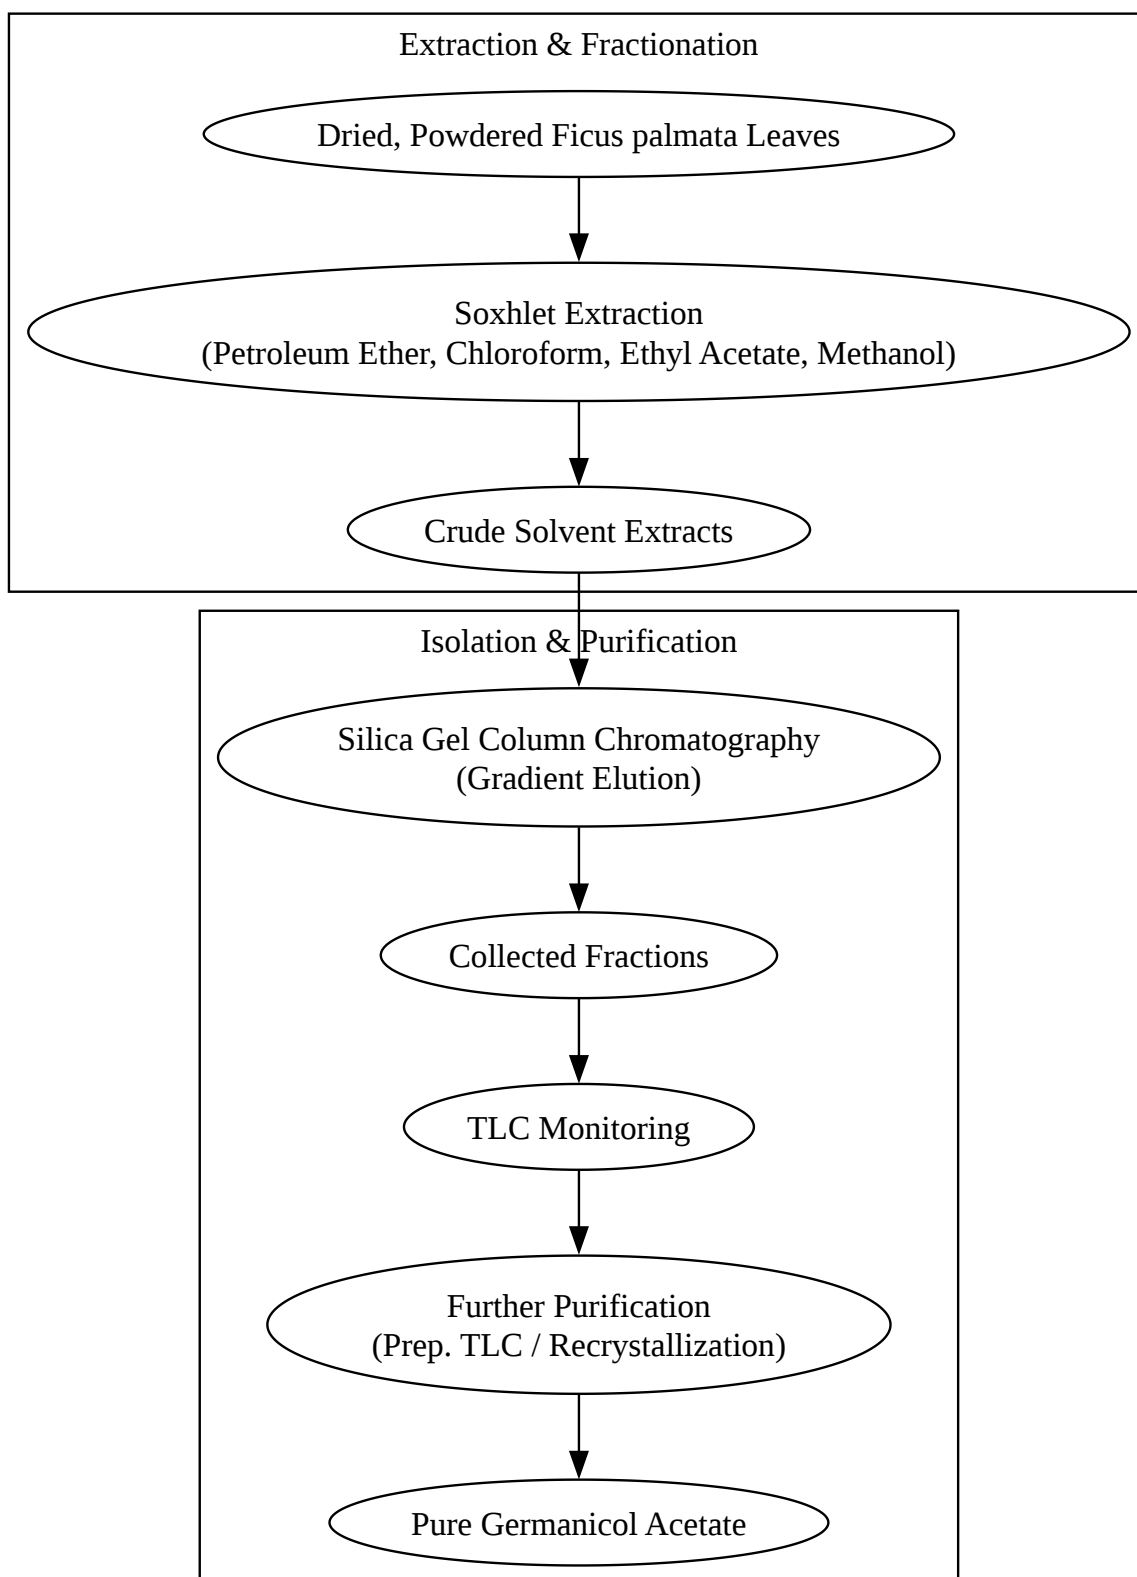 Extraction & Fractionation
Dried, Powdered Ficus palmata Leaves
Soxhlet Extraction
(Petroleum Ether, Chloroform, Ethyl Acetate, Methanol)
Crude Solvent Extracts
Isolation & Purification
Silica Gel Column Chromatography
(Gradient Elution)
Collected Fractions
TLC Monitoring
Further Purification
(Prep. TLC / Recrystallization)
Pure Germanicol Acetate